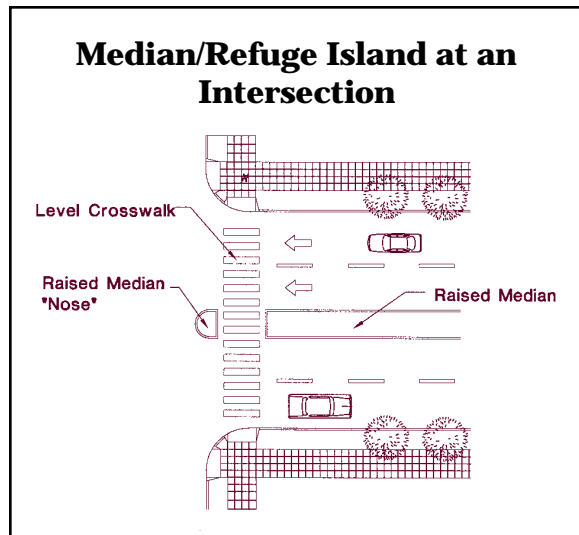 Median/Refuge Island at an
Intersection
Level Crosswalk
Raised Median
"Nose"
Raised Median